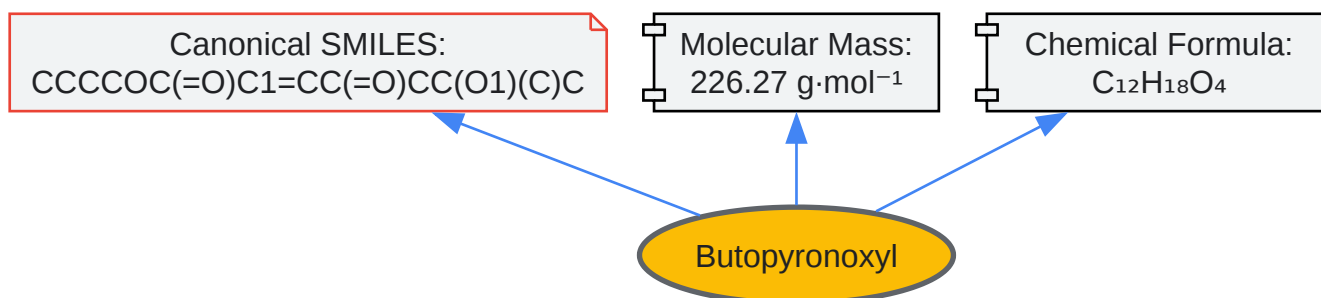 Canonical SMILES:
CCCCOC(=O)C1=CC(=O)CC(O1)(C)C
Molecular Mass:
226.27 g·mol⁻¹
Chemical Formula:
C₁₂H₁₈O₄
Butopyronoxyl